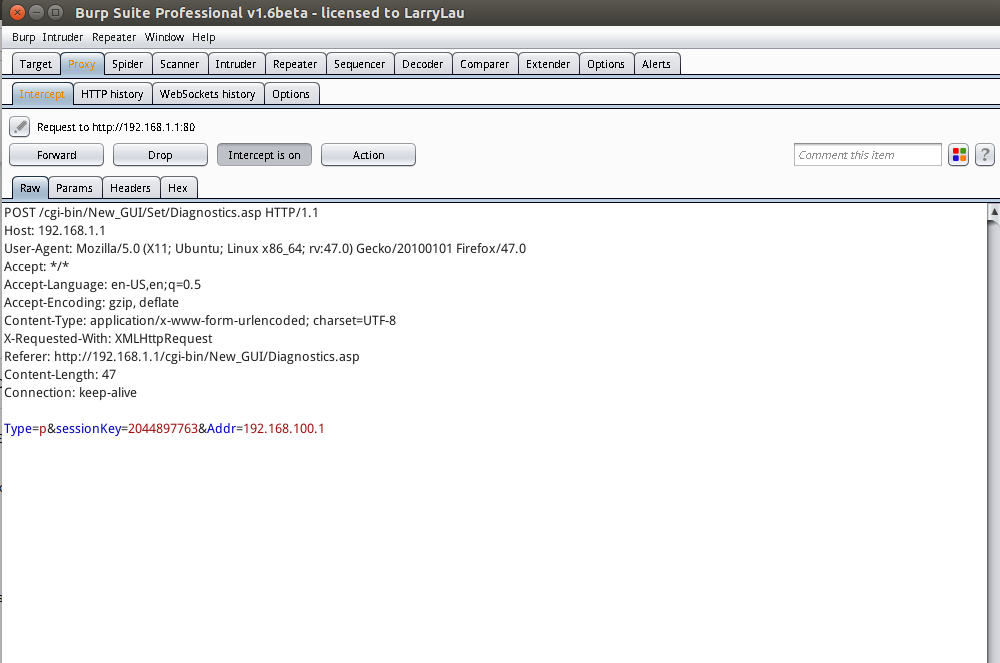 Burp Suite Professional v1.6beta - licensed to LarryLau
Burp Intruder Repeater Window Help
Target Proxy Spider Scanner Intruder Repeater Sequencer Decoder Comparer Extender Options Alerts
Intercept HTTP history WebSockets history Options
Request to http://192.168.1.1:80
Forward Drop Intercept is on Action Comment this item ?
Raw Params Headers Hex
POST /cgi-bin/New_GUI/Set/Diagnostics.asp HTTP/1.1
Host: 192.168.1.1
User-Agent: Mozilla/5.0 (X11; Ubuntu; Linux x86_64; rv:47.0) Gecko/20100101 Firefox/47.0
Accept: */*
Accept-Language: en-US,en;q=0.5
Accept-Encoding: gzip, deflate
Content-Type: application/x-www-form-urlencoded; charset=UTF-8
X-Requested-With: XMLHttpRequest
Referer: http://192.168.1.1/cgi-bin/New_GUI/Diagnostics.asp
Content-Length: 47
Connection: keep-alive
Type=p&sessionKey=2044897763&Addr=192.168.100.1